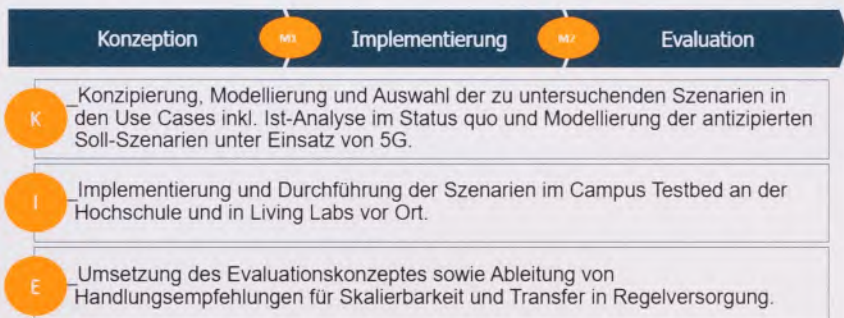 Konzeption M1 Implementierung M2 Evaluation
K _Konzipierung, Modellierung und Auswahl der zu untersuchenden Szenarien in
den Use Cases inkl. Ist-Analyse im Status quo und Modellierung der antizipierten
Soll-Szenarien unter Einsatz von 5G.
I _Implementierung und Durchführung der Szenarien im Campus Testbed an der
Hochschule und in Living Labs vor Ort.
E _Umsetzung des Evaluationskonzeptes sowie Ableitung von
Handlungsempfehlungen für Skalierbarkeit und Transfer in Regelversorgung.